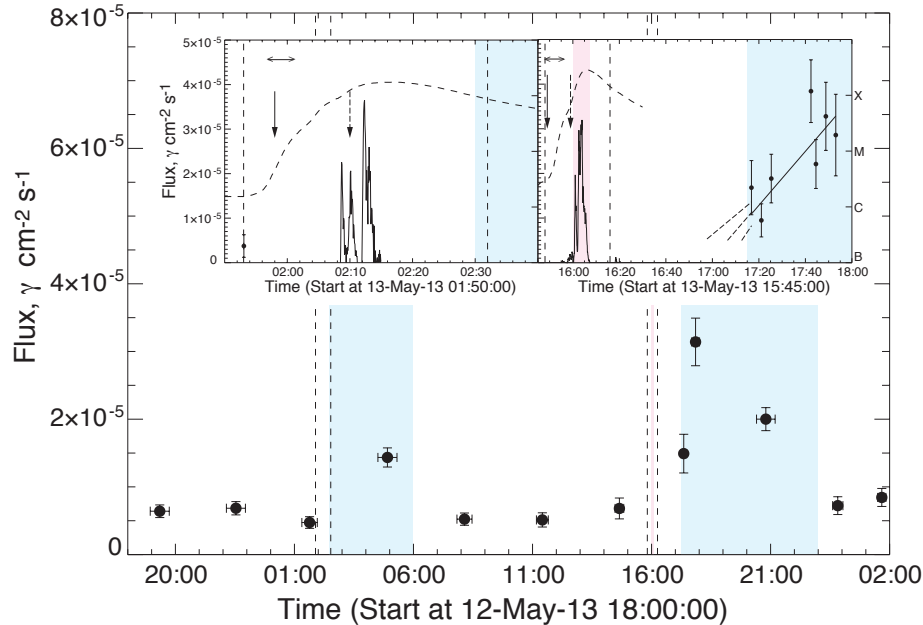 8×10⁻⁵
6×10⁻⁵
4×10⁻⁵
2×10⁻⁵
0
Flux, γ cm⁻² s⁻¹
20:00 01:00 06:00 11:00 16:00 21:00 02:00
Time (Start at 12-May-13 18:00:00)
5×10⁻⁵
4×10⁻⁵
3×10⁻⁵
2×10⁻⁵
1×10⁻⁵
0
Flux, γ cm⁻² s⁻¹
02:00 02:10 02:20 02:30
Time (Start at 13-May-13 01:50:00)
X
M
C
B
16:00 16:20 16:40 17:00 17:20 17:40 18:00
Time (Start at 13-May-13 15:45:00)